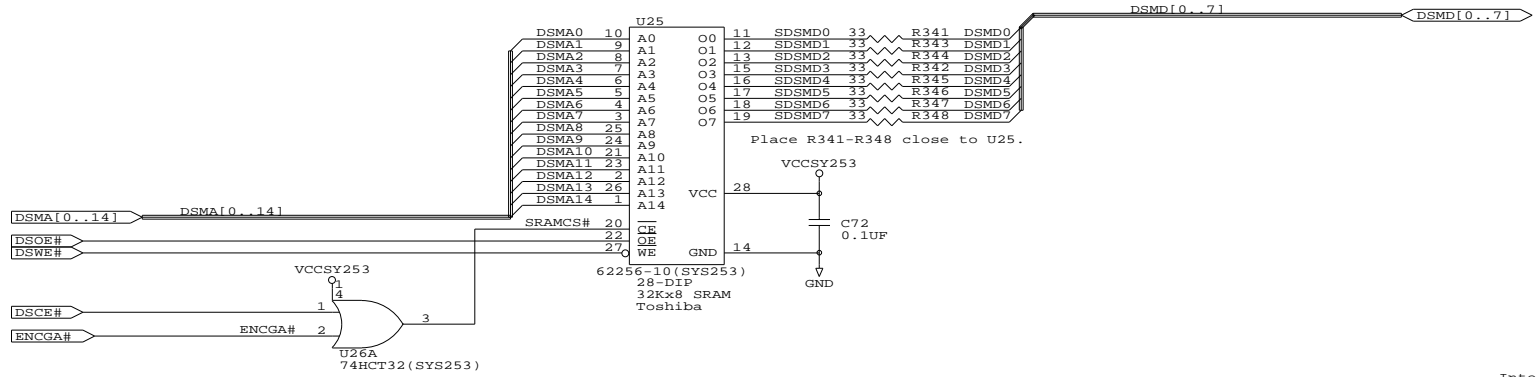 U25
DSMD[0..7]
DSMD[0..7]
DSMA0 10 A0 O0 11 SDSMD0 33 R341 DSMD0
DSMA1 9 A1 O1 12 SDSMD1 33 R343 DSMD1
DSMA2 8 A2 O2 13 SDSMD2 33 R344 DSMD2
DSMA3 7 A3 O3 15 SDSMD3 33 R342 DSMD3
DSMA4 6 A4 O4 16 SDSMD4 33 R345 DSMD4
DSMA5 5 A5 O5 17 SDSMD5 33 R346 DSMD5
DSMA6 4 A6 O6 18 SDSMD6 33 R347 DSMD6
DSMA7 3 A7 O7 19 SDSMD7 33 R348 DSMD7
DSMA8 25 A8
DSMA9 24 A9
DSMA10 21 A10
DSMA11 23 A11
DSMA12 2 A12
DSMA13 26 A13
DSMA14 1 A14
Place R341-R348 close to U25.
VCCSY253
VCC 28
DSMA[0..14]
DSMA[0..14]
SRAMCS# 20 CE
C72
0.1UF
DSOE#
22 OE
DSWE#
27 WE
GND 14
GND
62256-10(SYS253)
28-DIP
32Kx8 SRAM
Toshiba
VCCSY253
1
4
DSCE#
1
3
ENCGA#
ENCGA# 2
U26A
74HCT32(SYS253)